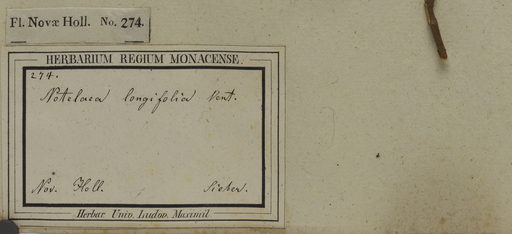 Fl. Novæ Holl. No. 274.
HERBARIUM REGIUM MONACENSE.
274.
Notelaea longifolia Vent.
Nov. Holl. Sieber.
Herbar. Univ. Ludov. Maximil.